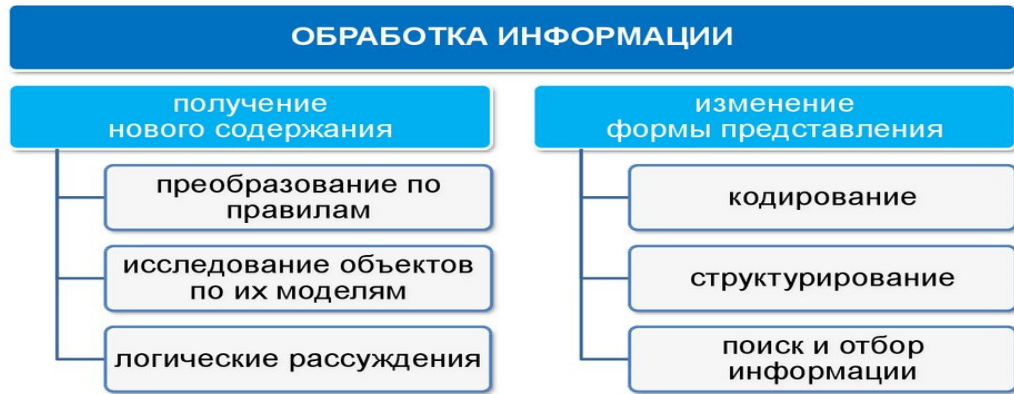 ОБРАБОТКА ИНФОРМАЦИИ
получение
нового содержания
преобразование по
правилам
исследование объектов
по их моделям
логические рассуждения
изменение
формы представления
кодирование
структурирование
поиск и отбор
информации